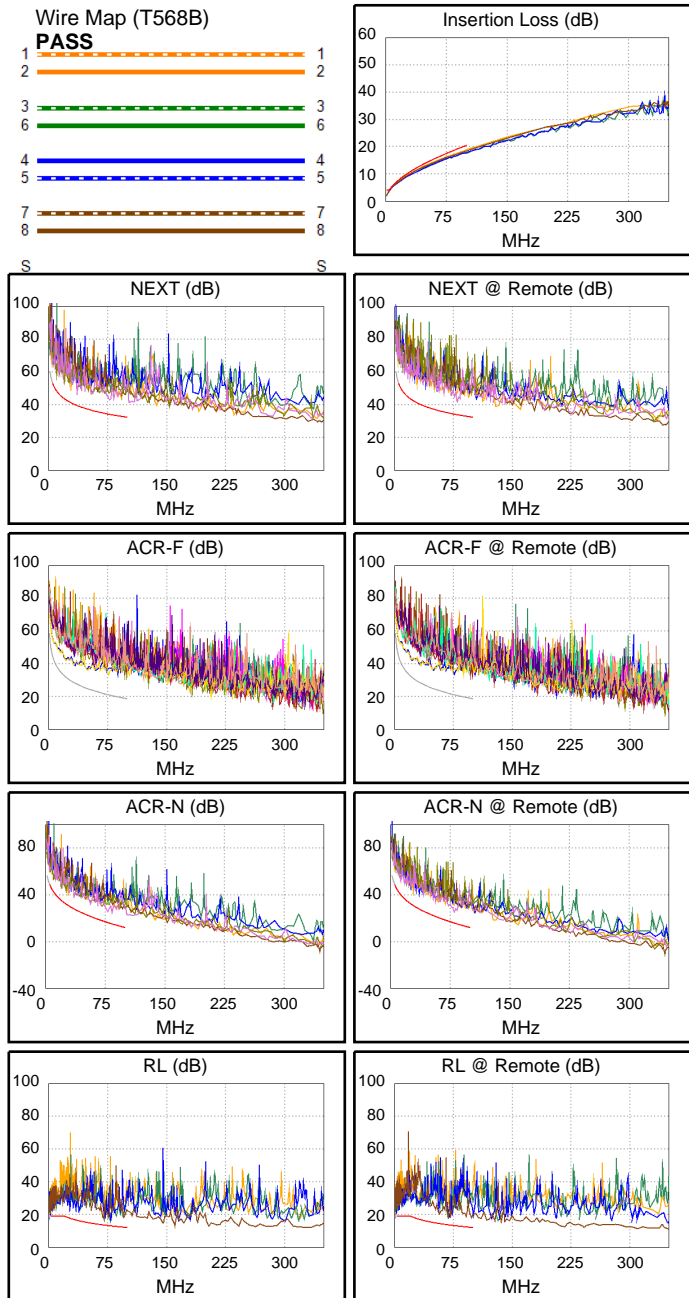 Wire Map (T568B)
PASS
1 1
2 2
3 3
6 6
4 4
5 5
7 7
8 8
S S
Insertion Loss (dB)
60
50
40
30
20
10
0
0 75 150 225 300
MHz
NEXT (dB)
100
80
60
40
20
0
0 75 150 225 300
MHz
NEXT @ Remote (dB)
100
80
60
40
20
0
0 75 150 225 300
MHz
ACR-F (dB)
100
80
60
40
20
0
0 75 150 225 300
MHz
ACR-F @ Remote (dB)
100
80
60
40
20
0
0 75 150 225 300
MHz
ACR-N (dB)
80
40
0
-40
0 75 150 225 300
MHz
ACR-N @ Remote (dB)
80
40
0
-40
0 75 150 225 300
MHz
RL (dB)
100
80
60
40
20
0
0 75 150 225 300
MHz
RL @ Remote (dB)
100
80
60
40
20
0
0 75 150 225 300
MHz